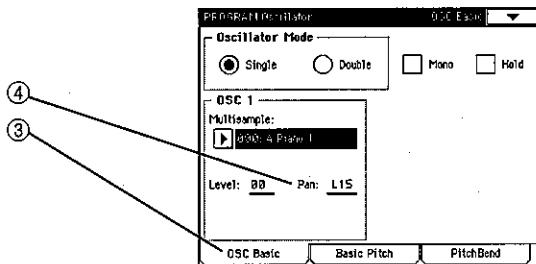 PROGRAM Oscillator OSC Basic
Oscillator Mode
Single Double Mono Hold
④
OSC 1
③
Multisample:
000: A.Piano 1
Level: 00 Pan: L15
OSC Basic Basic Pitch PitchBend